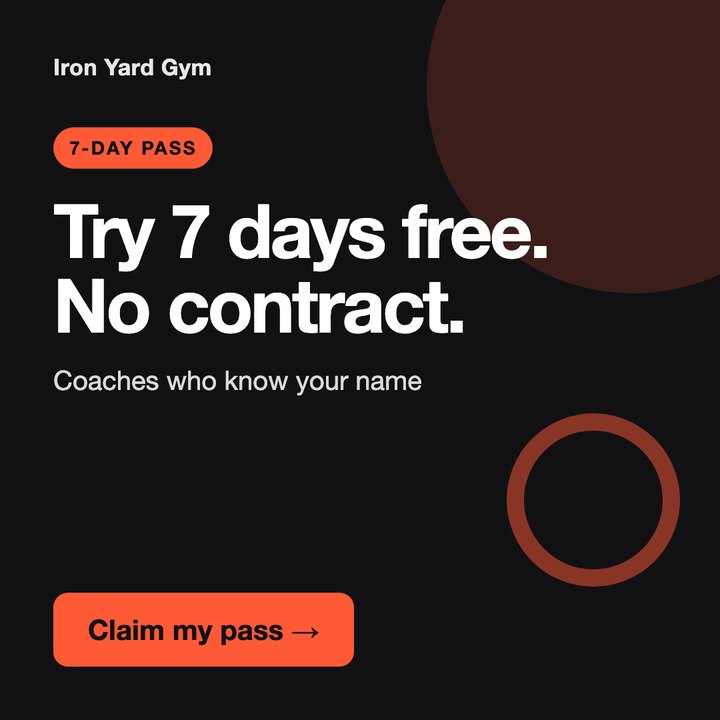 Iron Yard Gym
7-DAY PASS
Try 7 days free.
No contract.
Coaches who know your name
Claim my pass →